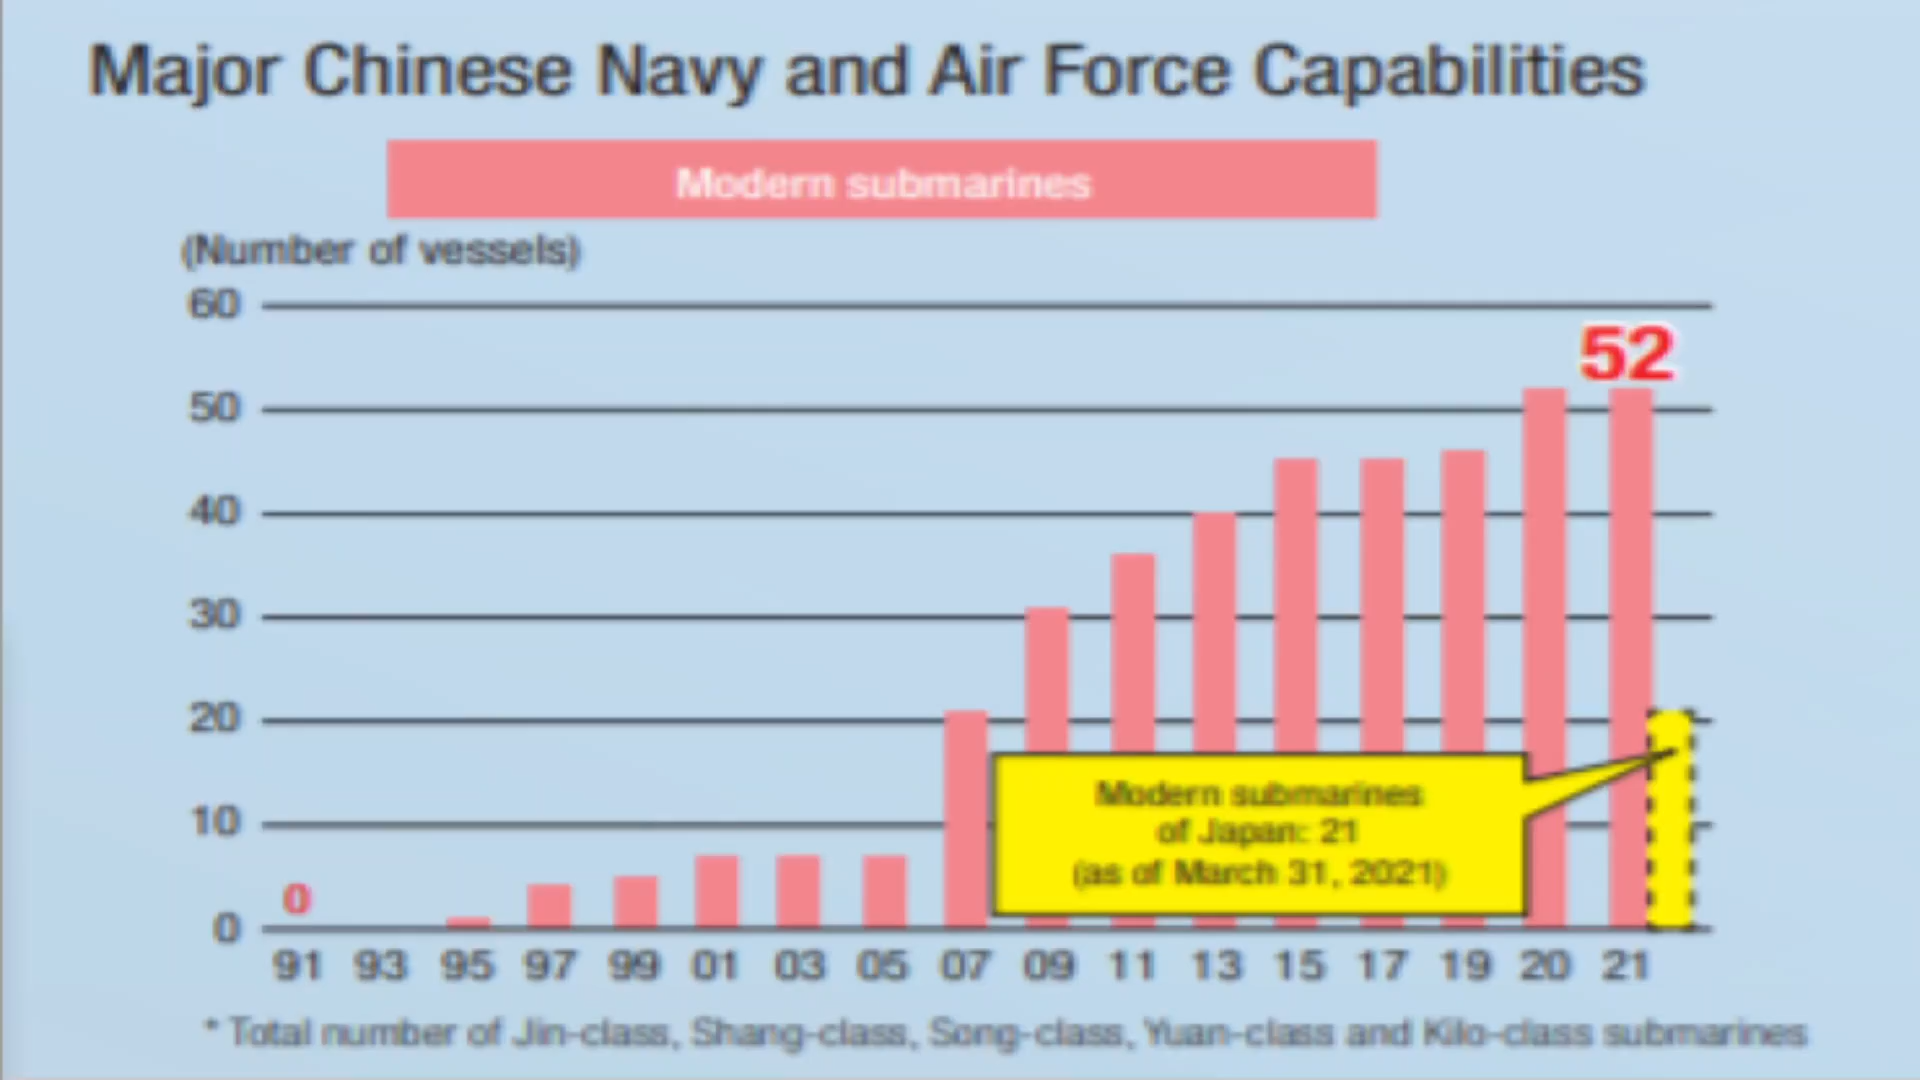 Major Chinese Navy and Air Force Capabilities
Modern submarines
(Number of vessels)
60
52
50
40
30
20
Modern submarines
of Japan: 21
(as of March 31, 2021)
10
0
0
91 93 95 97 99 01 03 05 07 09 11 13 15 17 19 20 21
* Total number of Jin-class, Shang-class, Song-class, Yuan-class and Kilo-class submarines